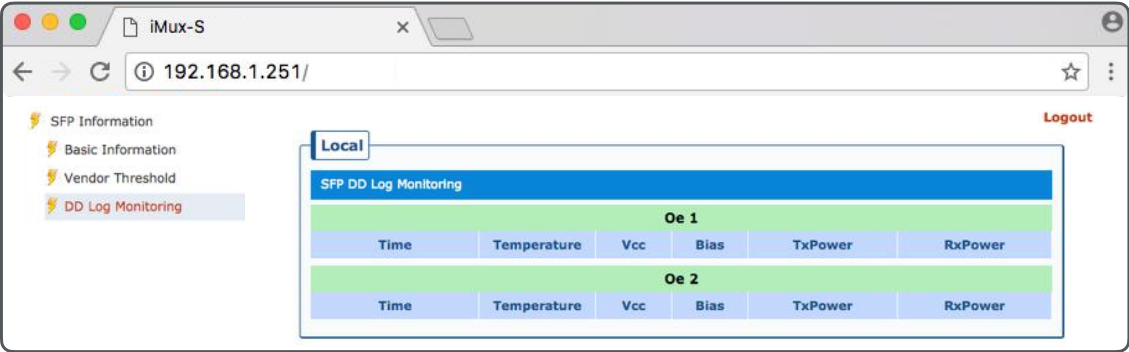 iMux-S
192.168.1.251/
SFP Information
Basic Information
Vendor Threshold
DD Log Monitoring
Logout
Local
SFP DD Log Monitoring
Oe 1
Time Temperature Vcc Bias TxPower RxPower
Oe 2
Time Temperature Vcc Bias TxPower RxPower